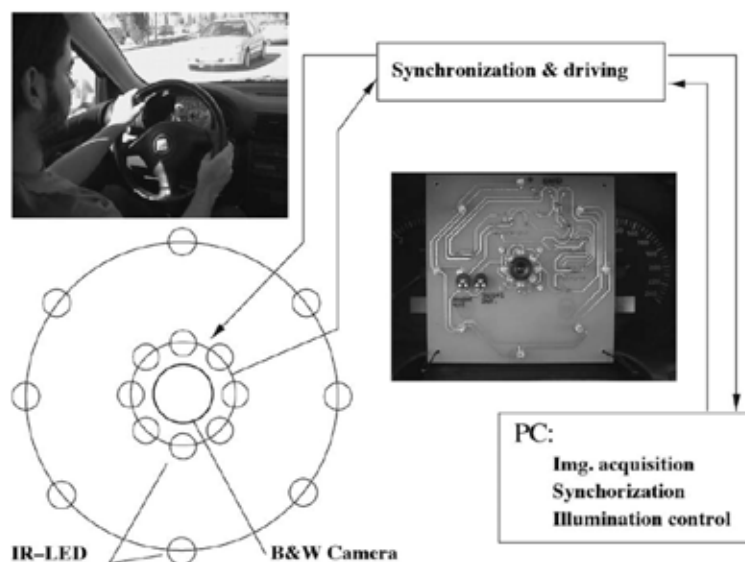 Synchronization & driving
PC:
Img. acquisition
Synchorization
Illumination control
IR–LED
B&W Camera